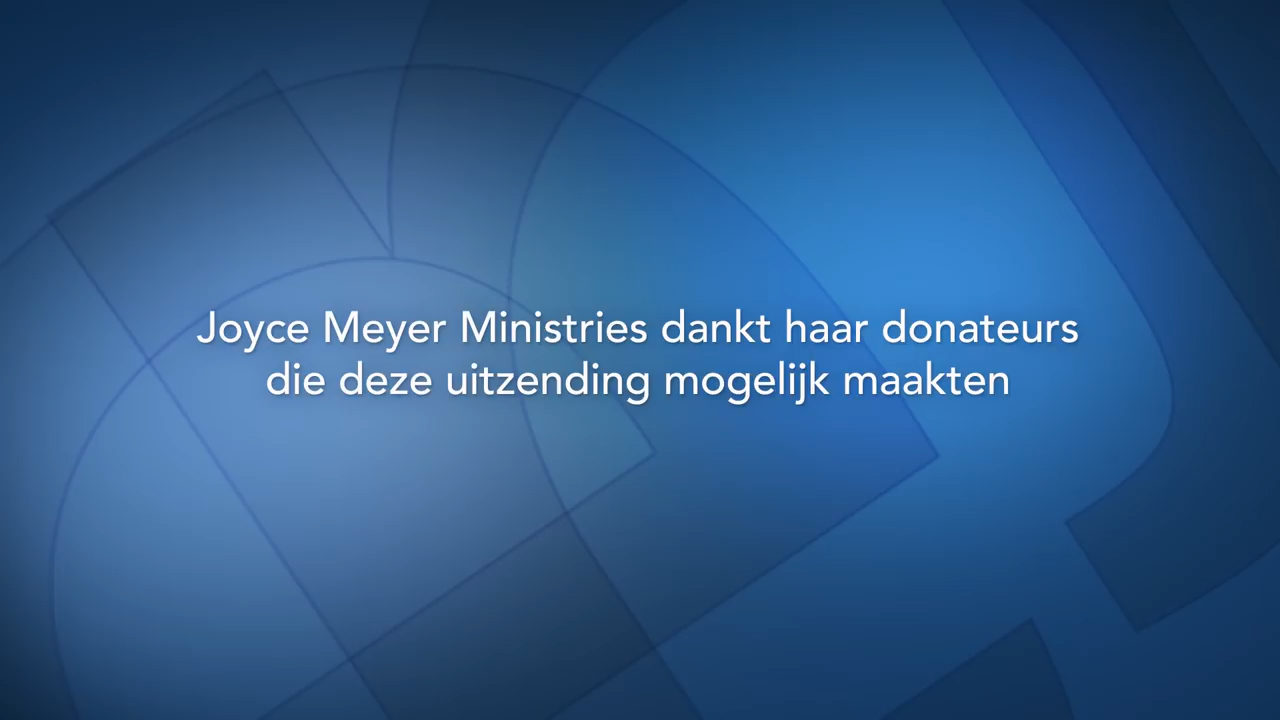 Joyce Meyer Ministries dankt haar donateurs
die deze uitzending mogelijk maakten